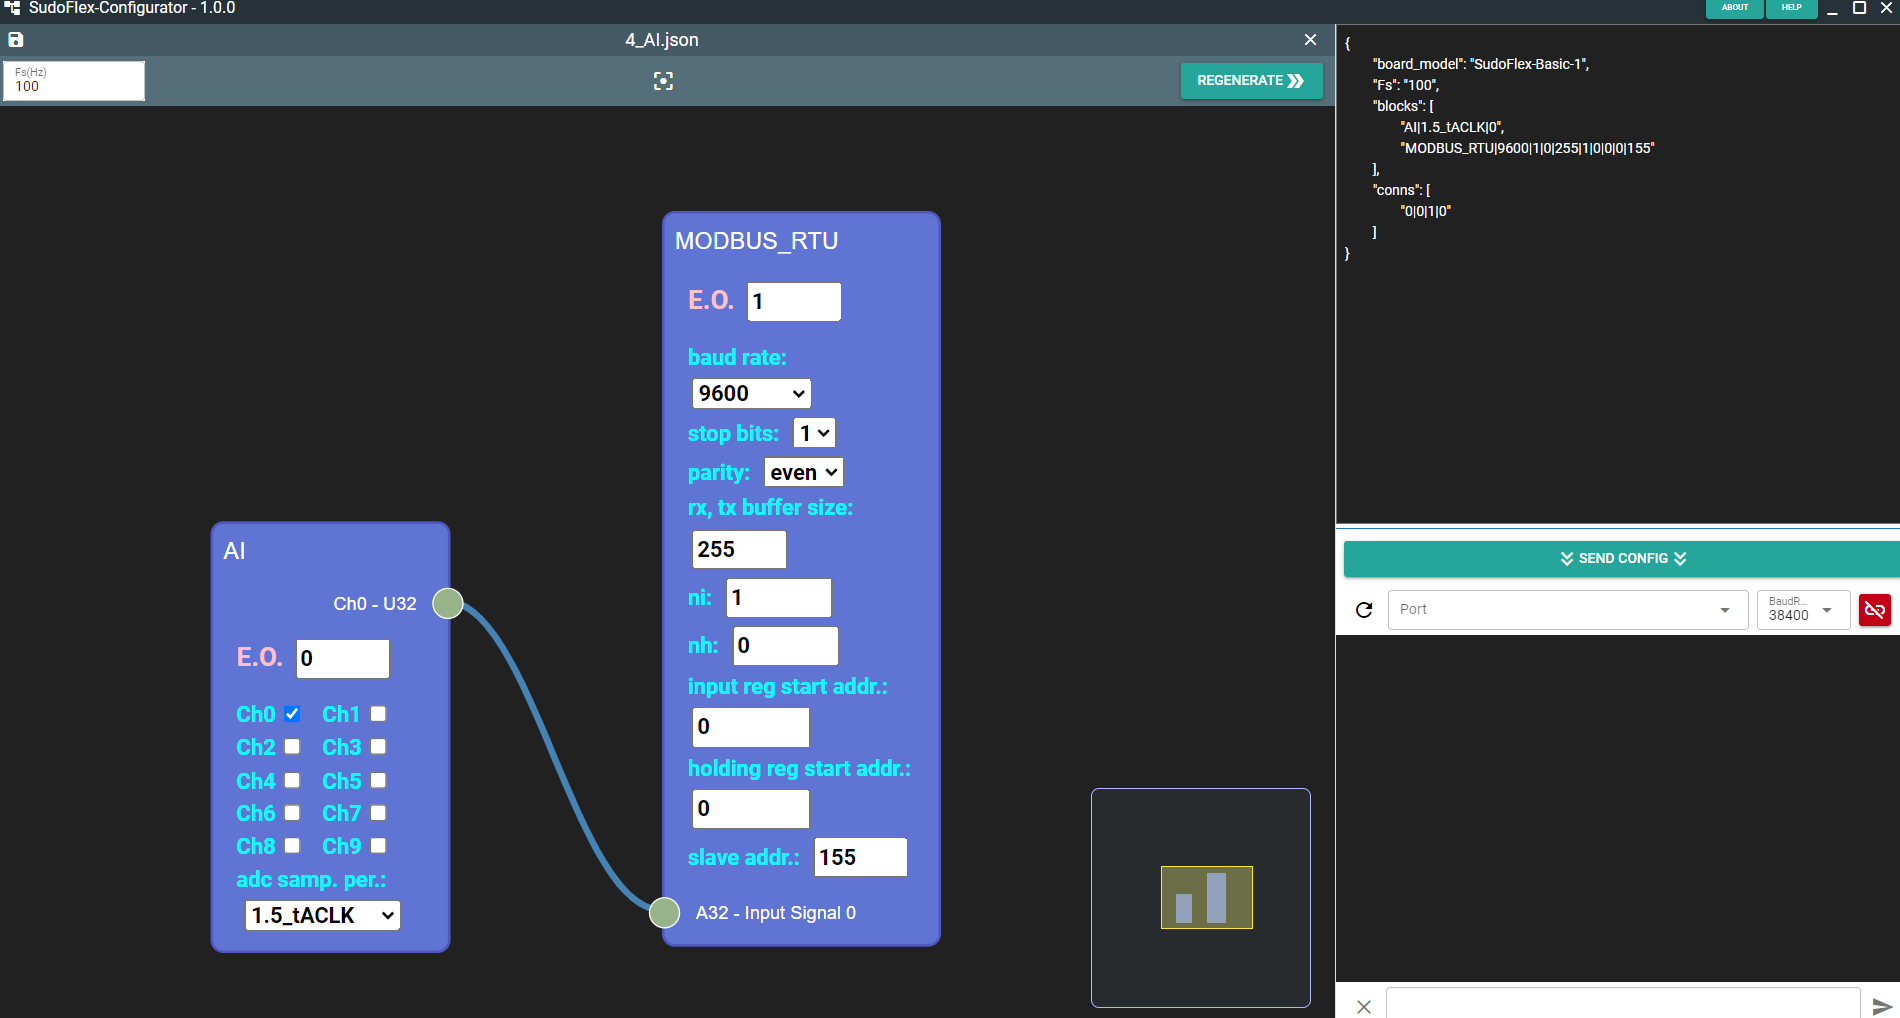 SudoFlex-Configurator - 1.0.0
ABOUT
HELP
4_AI.json
Fs(Hz)
100
REGENERATE
MODBUS_RTU
E.O. 1
baud rate:
9600
stop bits: 1
parity: even
rx, tx buffer size:
255
ni: 1
nh: 0
input reg start addr.:
0
holding reg start addr.:
0
slave addr.: 155
A32 - Input Signal 0
AI
Ch0 - U32
E.O. 0
Ch0 Ch1
Ch2 Ch3
Ch4 Ch5
Ch6 Ch7
Ch8 Ch9
adc samp. per.:
1.5_tACLK
{
"board_model": "SudoFlex-Basic-1",
"Fs": "100",
"blocks": [
"AI|1.5_tACLK|0",
"MODBUS_RTU|9600|1|0|255|1|0|0|0|155"
],
"conns": [
"0|0|1|0"
]
}
SEND CONFIG
Port
BaudR...
38400